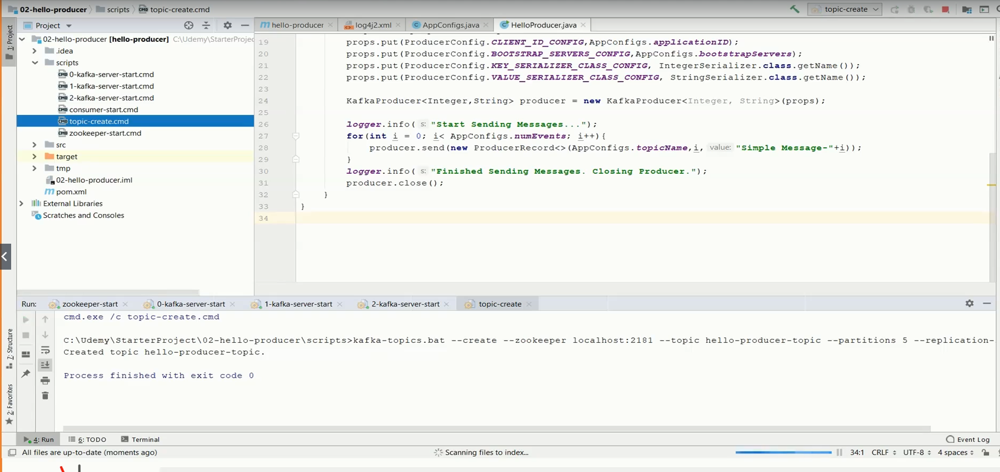 02-hello-producer scripts topic-create.cmd
topic-create
Project
hello-producer log4j2.xml AppConfigs.java HelloProducer.java
1: Project
02-hello-producer [hello-producer] C:\Udemy\StarterProjec
.idea
scripts
0-kafka-server-start.cmd
1-kafka-server-start.cmd
2-kafka-server-start.cmd
consumer-start.cmd
topic-create.cmd
zookeeper-start.cmd
src
target
tmp
02-hello-producer.iml
pom.xml
External Libraries
Scratches and Consoles
19 props.put(ProducerConfig.CLIENT_ID_CONFIG,AppConfigs.applicationID);
20 props.put(ProducerConfig.BOOTSTRAP_SERVERS_CONFIG,AppConfigs.bootstrapServers);
21 props.put(ProducerConfig.KEY_SERIALIZER_CLASS_CONFIG, IntegerSerializer.class.getName());
22 props.put(ProducerConfig.VALUE_SERIALIZER_CLASS_CONFIG, StringSerializer.class.getName());
23
24 KafkaProducer<Integer,String> producer = new KafkaProducer<Integer, String>(props);
25
26 logger.info( s: "Start Sending Messages...");
27 for(int i = 0; i< AppConfigs.numEvents; i++){
28 producer.send(new ProducerRecord<>(AppConfigs.topicName,i, value: "Simple Message-"+i));
29 }
30 logger.info( s: "Finished Sending Messages. Closing Producer.");
31 producer.close();
32 }
33 }
34
Run: zookeeper-start 0-kafka-server-start 1-kafka-server-start 2-kafka-server-start topic-create
cmd.exe /c topic-create.cmd
C:\Udemy\StarterProject\02-hello-producer\scripts>kafka-topics.bat --create --zookeeper localhost:2181 --topic hello-producer-topic --partitions 5 --replication-
Created topic hello-producer-topic.
Process finished with exit code 0
7: Structure
2: Favorites
4: Run 6: TODO Terminal Event Log
All files are up-to-date (moments ago) Scanning files to index... 34:1 CRLF UTF-8 4 spaces